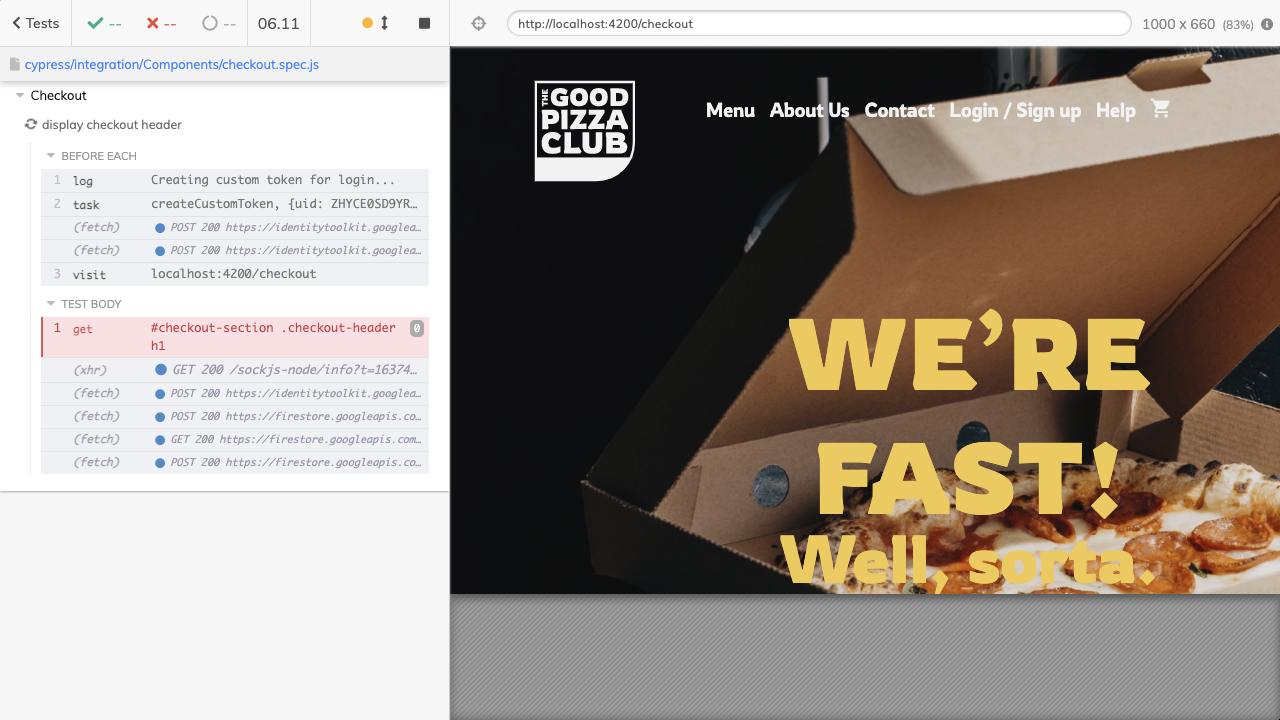 Tests
--
--
--
06.11
http://localhost:4200/checkout
1000 x 660 (83%)
cypress/integration/Components/checkout.spec.js
Checkout
display checkout header
BEFORE EACH
1 log Creating custom token for login...
2 task createCustomToken, {uid: ZHYCE0SD9YR…
(fetch) POST 200 https://identitytoolkit.googlea…
(fetch) POST 200 https://identitytoolkit.googlea…
3 visit localhost:4200/checkout
TEST BODY
1 get #checkout-section .checkout-header 0
h1
(xhr) GET 200 /sockjs-node/info?t=16374…
(fetch) POST 200 https://identitytoolkit.googlea…
(fetch) POST 200 https://firestore.googleapis.co…
(fetch) GET 200 https://firestore.googleapis.com…
(fetch) POST 200 https://firestore.googleapis.co…
THE GOOD
PIZZA
CLUB
Menu About Us Contact Login / Sign up Help
WE’RE
FAST!
Well, sorta.